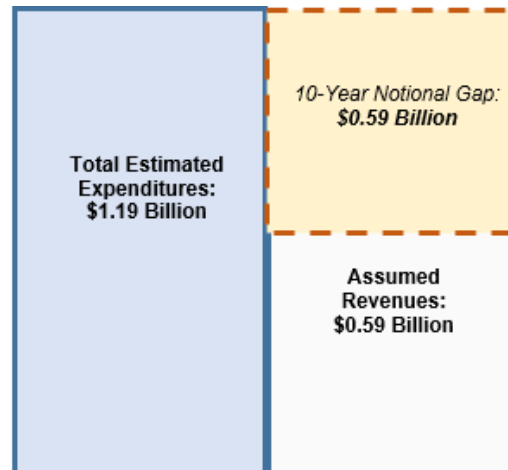 10-Year Notional Gap:
$0.59 Billion
Total Estimated
Expenditures:
$1.19 Billion
Assumed
Revenues:
$0.59 Billion